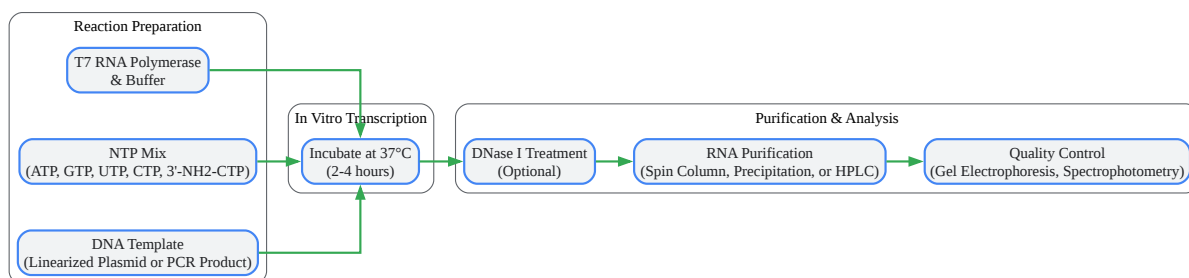 Reaction Preparation
T7 RNA Polymerase
& Buffer
NTP Mix
(ATP, GTP, UTP, CTP, 3'-NH2-CTP)
DNA Template
(Linearized Plasmid or PCR Product)
In Vitro Transcription
Incubate at 37°C
(2-4 hours)
Purification & Analysis
DNase I Treatment
(Optional)
RNA Purification
(Spin Column, Precipitation, or HPLC)
Quality Control
(Gel Electrophoresis, Spectrophotometry)